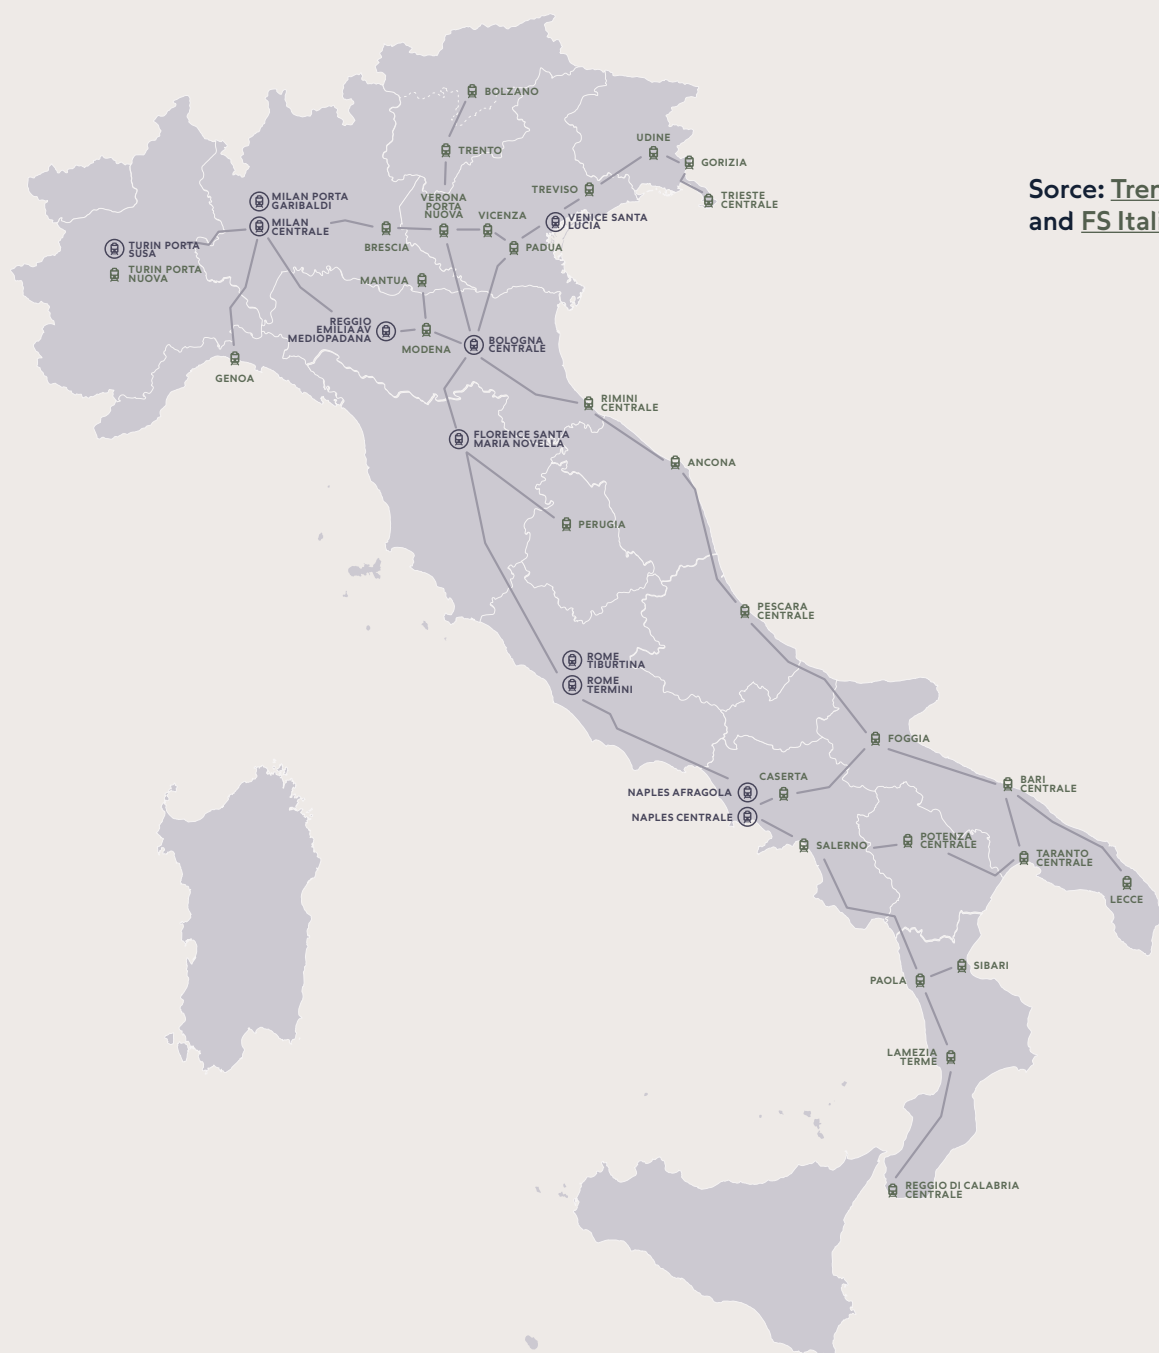 BOLZANO
UDINE
TRENTO
GORIZIA
Sorce:
and
TREVISO
TRIESTE
CENTRALE
MILAN PORTA
GARIBALDI
VERONA
PORTA
NUOVA
VICENZA
VENICE SANTA
LUCIA
MILAN
CENTRALE
TURIN PORTA
SUSA
BRESCIA
PADUA
TURIN PORTA
NUOVA
MANTUA
REGGIO
EMILIA AV
MEDIOPADANA
MODENA
BOLOGNA
CENTRALE
GENOA
RIMINI
CENTRALE
FLORENCE SANTA
MARIA NOVELLA
ANCONA
PERUGIA
PESCARA
CENTRALE
ROME
TIBURTINA
ROME
TERMINI
FOGGIA
CASERTA
BARI
CENTRALE
NAPLES AFRAGOLA
NAPLES CENTRALE
SALERNO
POTENZA
CENTRALE
TARANTO
CENTRALE
LECCE
SIBARI
PAOLA
LAMEZIA
TERME
REGGIO DI CALABRIA
CENTRALE